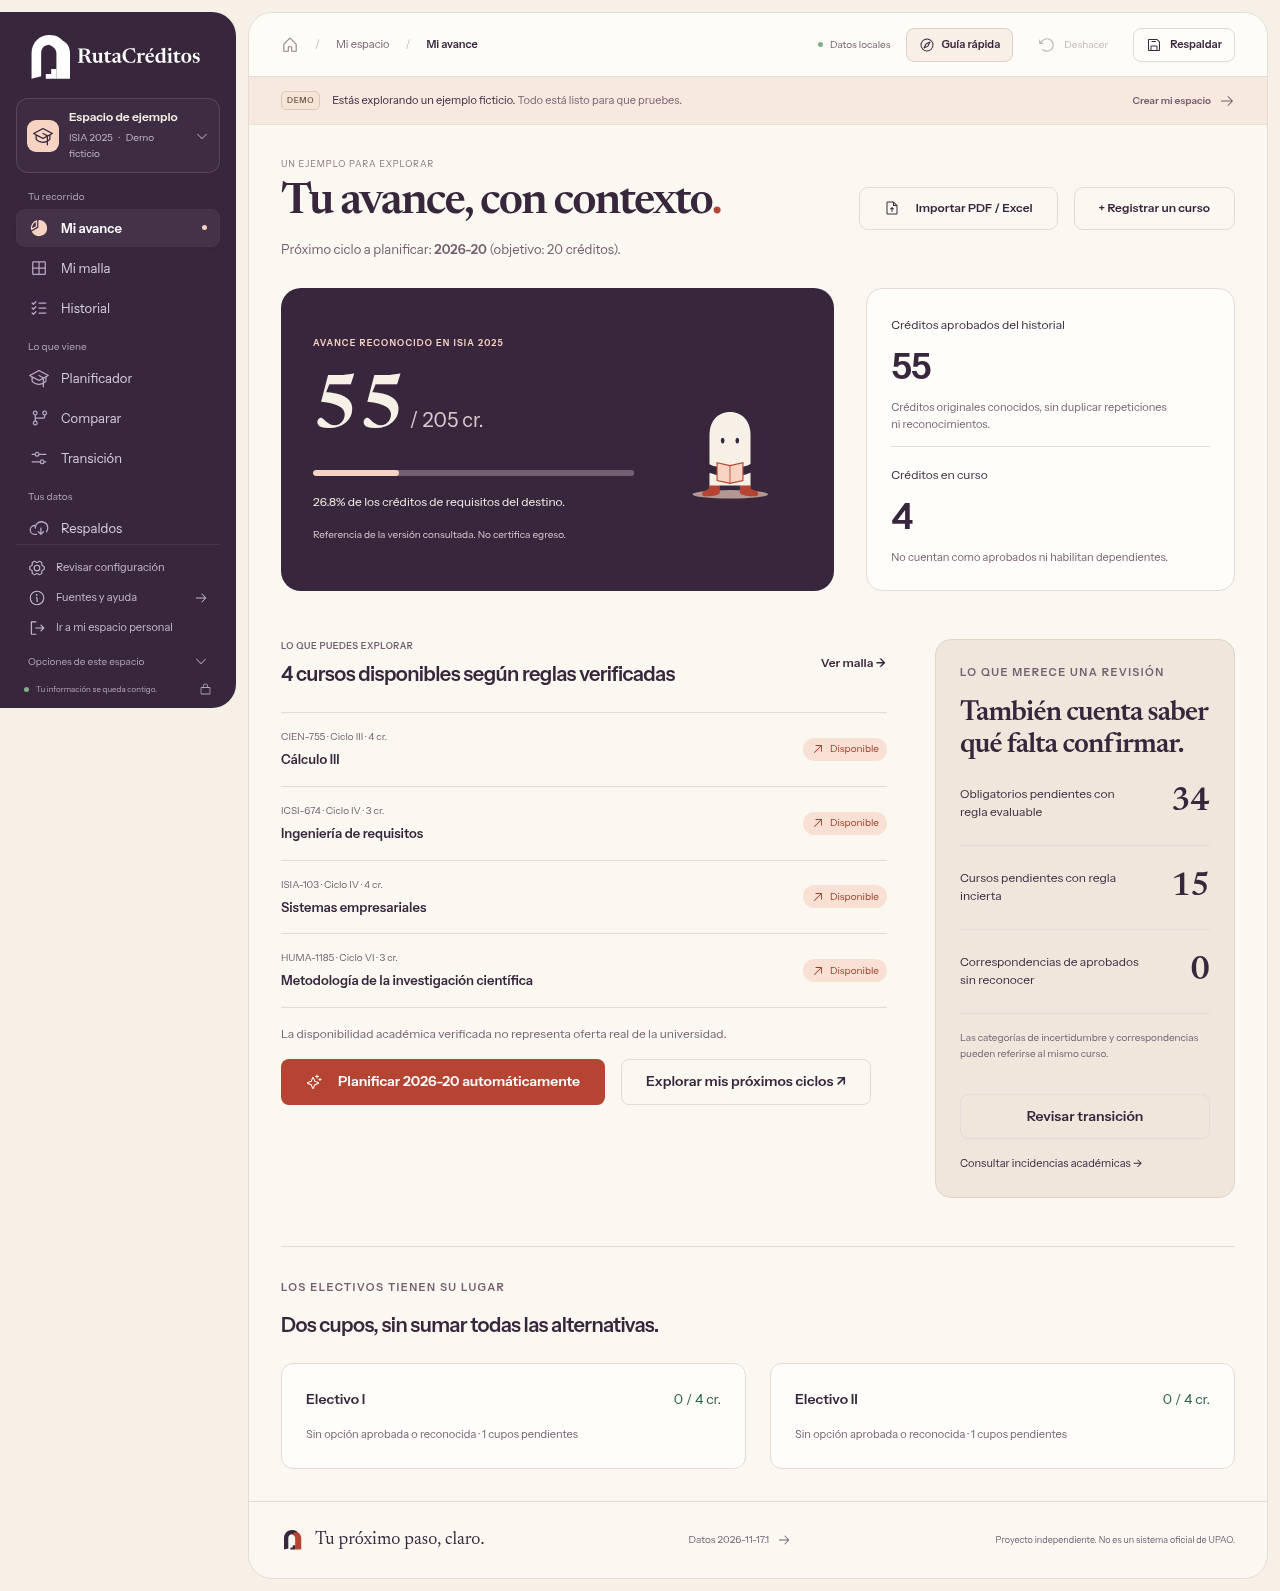 RutaCréditos
Espacio de ejemplo
ISIA 2025 · Demo
ficticio
Tu recorrido
Mi avance
Mi malla
Historial
Lo que viene
Planificador
Comparar
Transición
Tus datos
Respaldos
Revisar configuración
Fuentes y ayuda
Ir a mi espacio personal
Opciones de este espacio
Tu información se queda contigo.
/ Mi espacio / Mi avance
Datos locales
Guía rápida
Deshacer
Respaldar
DEMO Estás explorando un ejemplo ficticio. Todo está listo para que pruebes.
Crear mi espacio
UN EJEMPLO PARA EXPLORAR
Tu avance, con contexto.
Próximo ciclo a planificar: 2026-20 (objetivo: 20 créditos).
Importar PDF / Excel
+ Registrar un curso
AVANCE RECONOCIDO EN ISIA 2025
55 / 205 cr.
26.8% de los créditos de requisitos del destino.
Referencia de la versión consultada. No certifica egreso.
Créditos aprobados del historial
55
Créditos originales conocidos, sin duplicar repeticiones
ni reconocimientos.
Créditos en curso
4
No cuentan como aprobados ni habilitan dependientes.
LO QUE PUEDES EXPLORAR
4 cursos disponibles según reglas verificadas
Ver malla →
CIEN-755 · Ciclo III · 4 cr.
Cálculo III
Disponible
ICSI-674 · Ciclo IV · 3 cr.
Ingeniería de requisitos
Disponible
ISIA-103 · Ciclo IV · 4 cr.
Sistemas empresariales
Disponible
HUMA-1185 · Ciclo VI · 3 cr.
Metodología de la investigación científica
Disponible
La disponibilidad académica verificada no representa oferta real de la universidad.
Planificar 2026-20 automáticamente
Explorar mis próximos ciclos ↗
LO QUE MERECE UNA REVISIÓN
También cuenta saber
qué falta confirmar.
Obligatorios pendientes con
regla evaluable
34
Cursos pendientes con regla
incierta
15
Correspondencias de aprobados
sin reconocer
0
Las categorías de incertidumbre y correspondencias
pueden referirse al mismo curso.
Revisar transición
Consultar incidencias académicas →
LOS ELECTIVOS TIENEN SU LUGAR
Dos cupos, sin sumar todas las alternativas.
Electivo I
0 / 4 cr.
Sin opción aprobada o reconocida · 1 cupos pendientes
Electivo II
0 / 4 cr.
Sin opción aprobada o reconocida · 1 cupos pendientes
Tu próximo paso, claro.
Datos 2026-11-17.1
Proyecto independiente. No es un sistema oficial de UPAO.